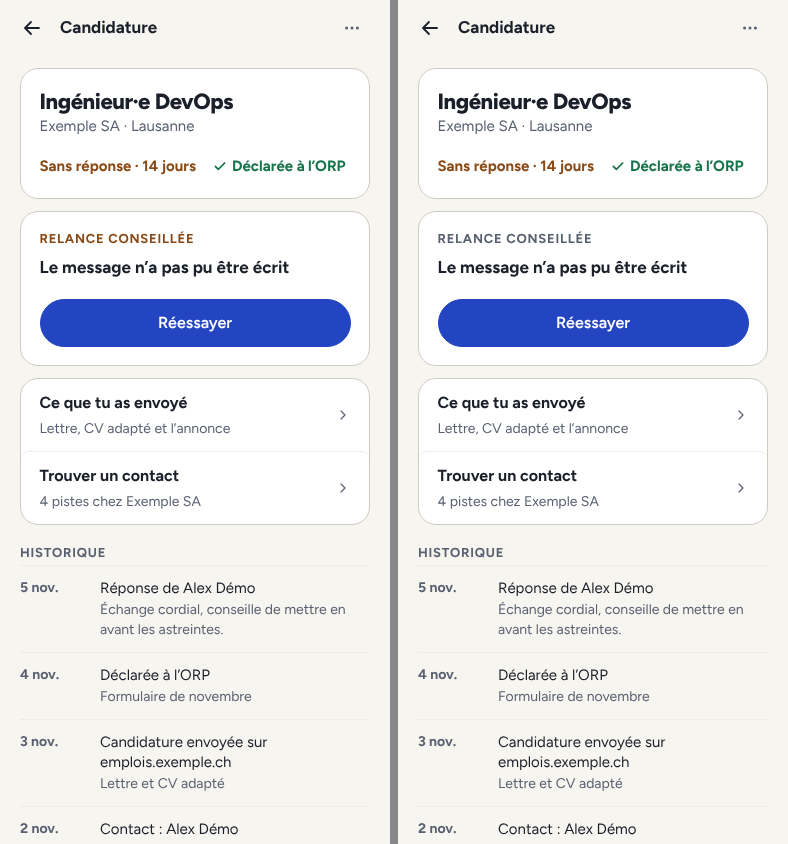 Candidature
Ingénieur·e DevOps
Exemple SA · Lausanne
Sans réponse · 14 jours ✓ Déclarée à l’ORP
RELANCE CONSEILLÉE
Le message n’a pas pu être écrit
Réessayer
Ce que tu as envoyé
Lettre, CV adapté et l’annonce
Trouver un contact
4 pistes chez Exemple SA
HISTORIQUE
5 nov. Réponse de Alex Démo
Échange cordial, conseille de mettre en
avant les astreintes.
4 nov. Déclarée à l’ORP
Formulaire de novembre
3 nov. Candidature envoyée sur
emplois.exemple.ch
Lettre et CV adapté
2 nov. Contact : Alex Démo
Candidature
Ingénieur·e DevOps
Exemple SA · Lausanne
Sans réponse · 14 jours ✓ Déclarée à l’ORP
RELANCE CONSEILLÉE
Le message n’a pas pu être écrit
Réessayer
Ce que tu as envoyé
Lettre, CV adapté et l’annonce
Trouver un contact
4 pistes chez Exemple SA
HISTORIQUE
5 nov. Réponse de Alex Démo
Échange cordial, conseille de mettre en
avant les astreintes.
4 nov. Déclarée à l’ORP
Formulaire de novembre
3 nov. Candidature envoyée sur
emplois.exemple.ch
Lettre et CV adapté
2 nov. Contact : Alex Démo